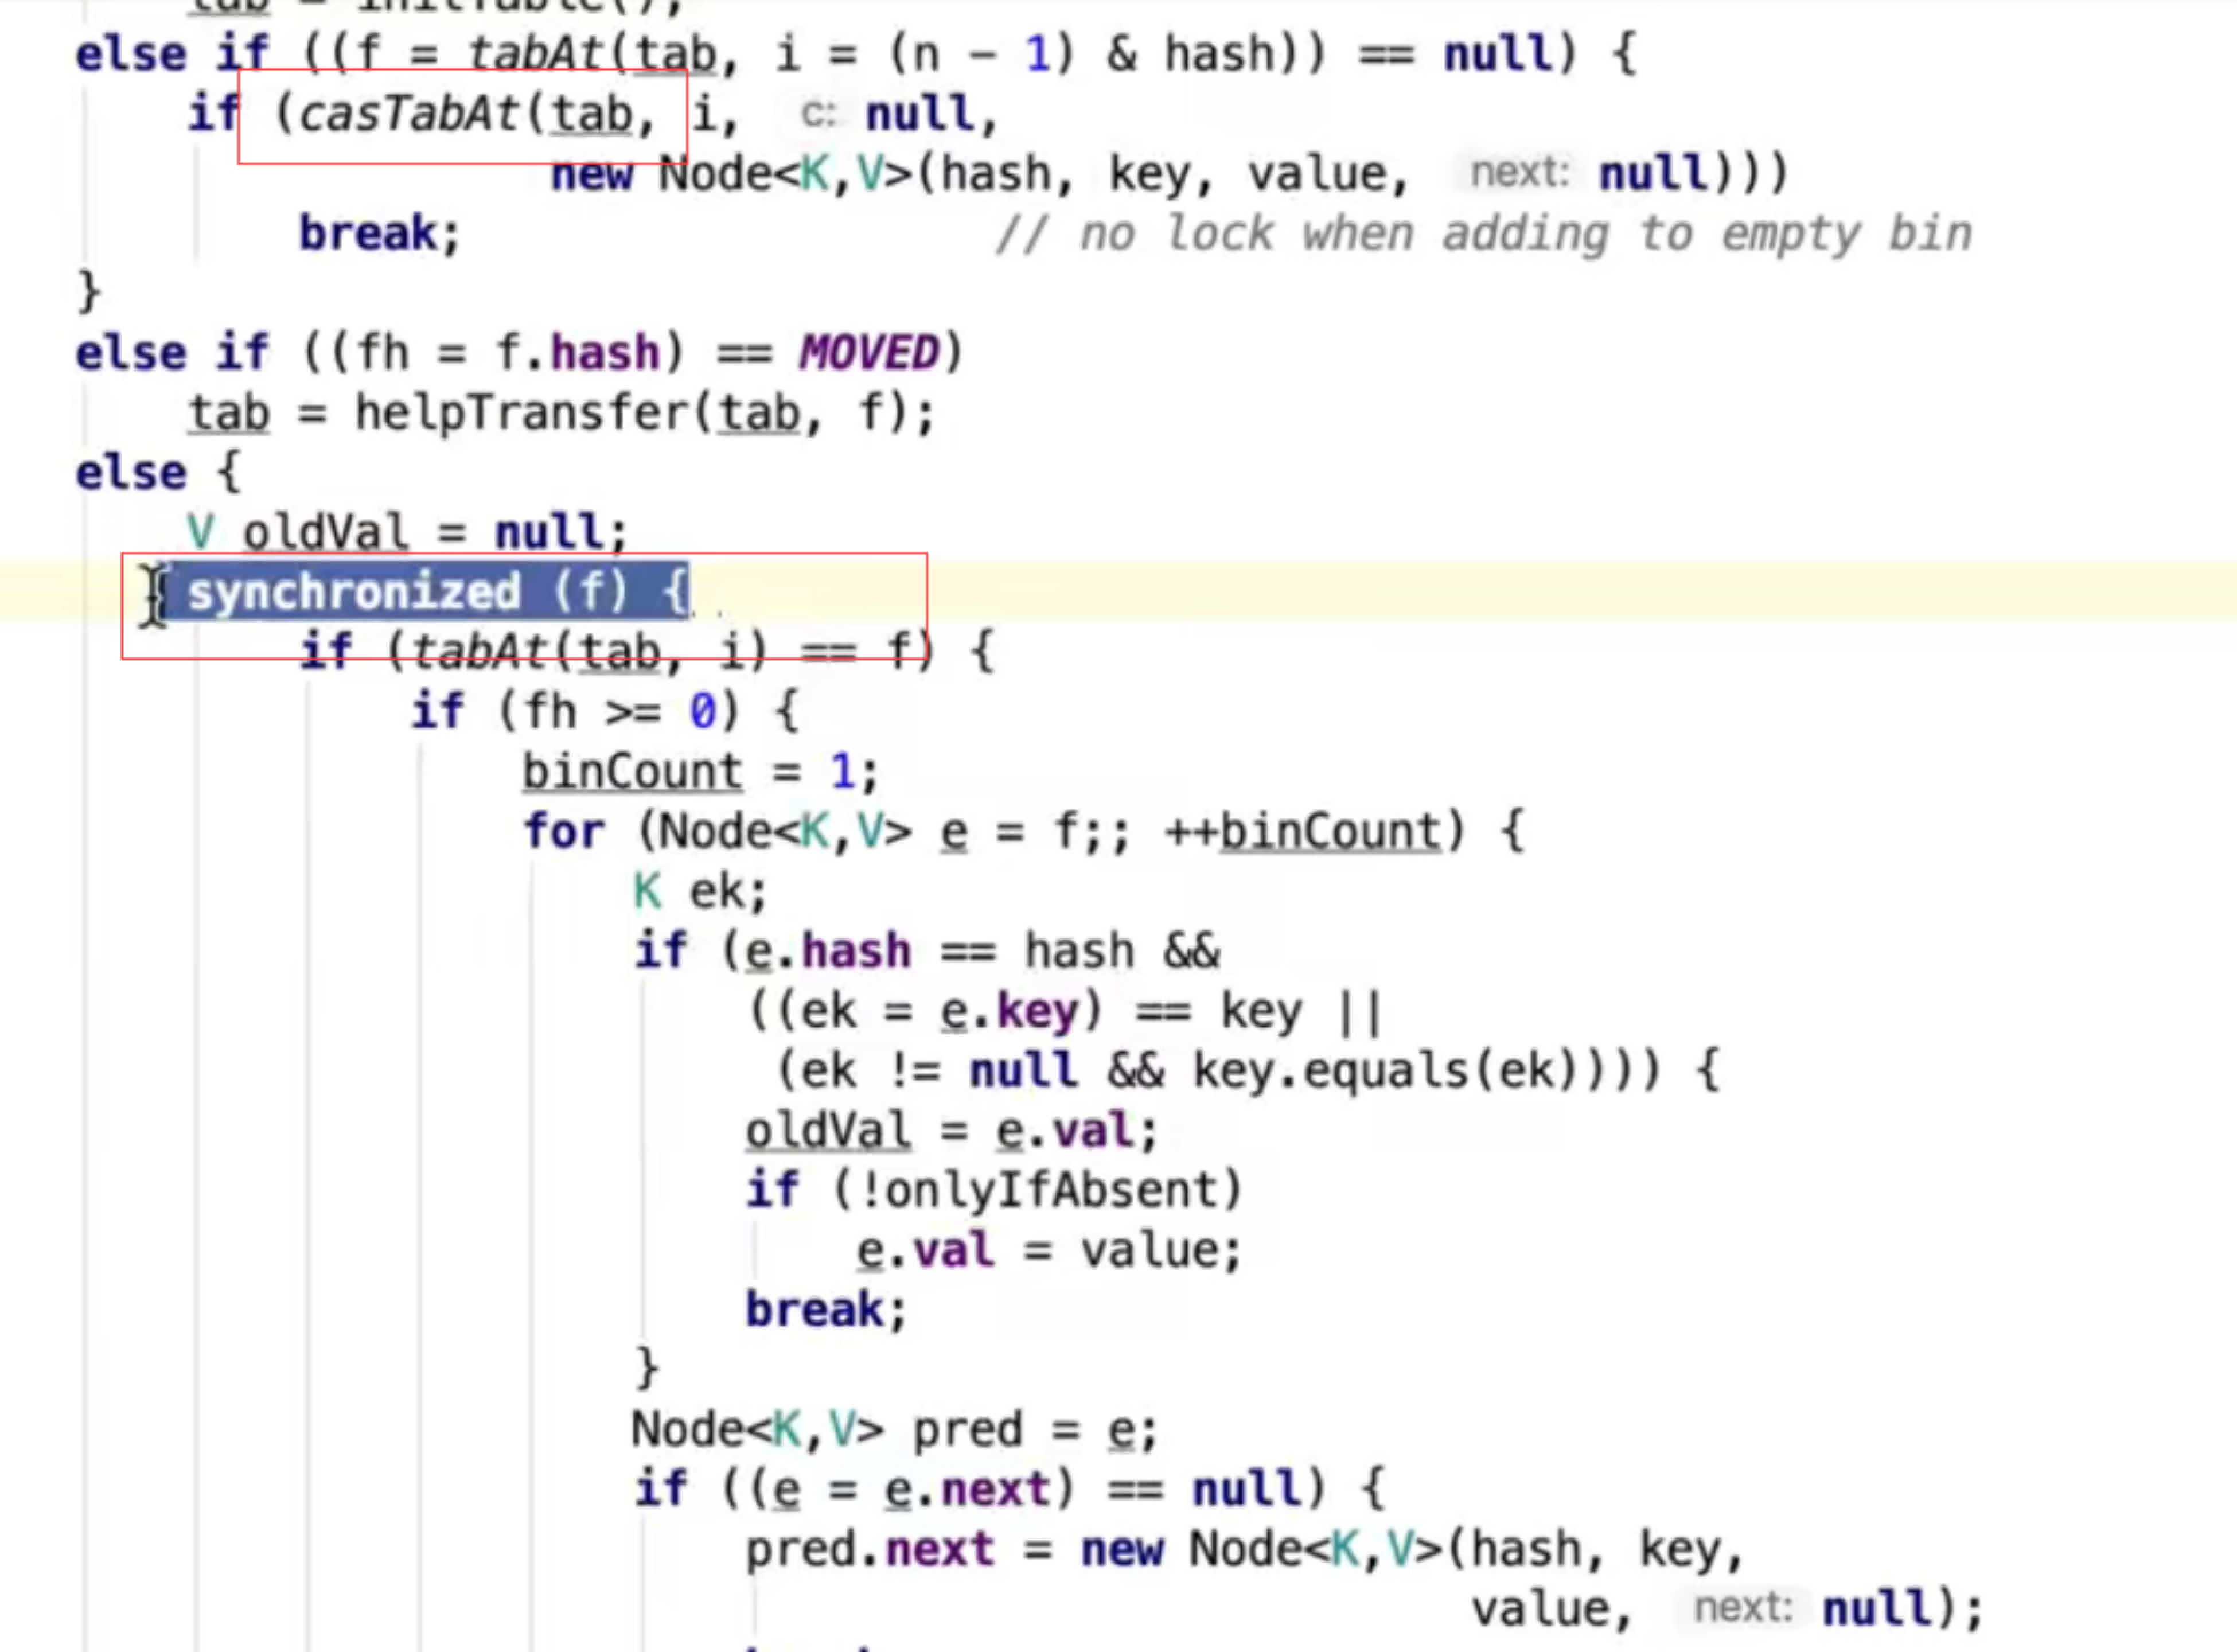 tab = initTable();
else if ((f = tabAt(tab, i = (n - 1) & hash)) == null) {
if (casTabAt(tab, i, c: null,
new Node<K,V>(hash, key, value, next: null)))
break; // no lock when adding to empty bin
}
else if ((fh = f.hash) == MOVED)
tab = helpTransfer(tab, f);
else {
V oldVal = null;
synchronized (f) {
if (tabAt(tab, i) == f) {
if (fh >= 0) {
binCount = 1;
for (Node<K,V> e = f;; ++binCount) {
K ek;
if (e.hash == hash &&
((ek = e.key) == key ||
(ek != null && key.equals(ek)))) {
oldVal = e.val;
if (!onlyIfAbsent)
e.val = value;
break;
}
Node<K,V> pred = e;
if ((e = e.next) == null) {
pred.next = new Node<K,V>(hash, key,
value, next: null);